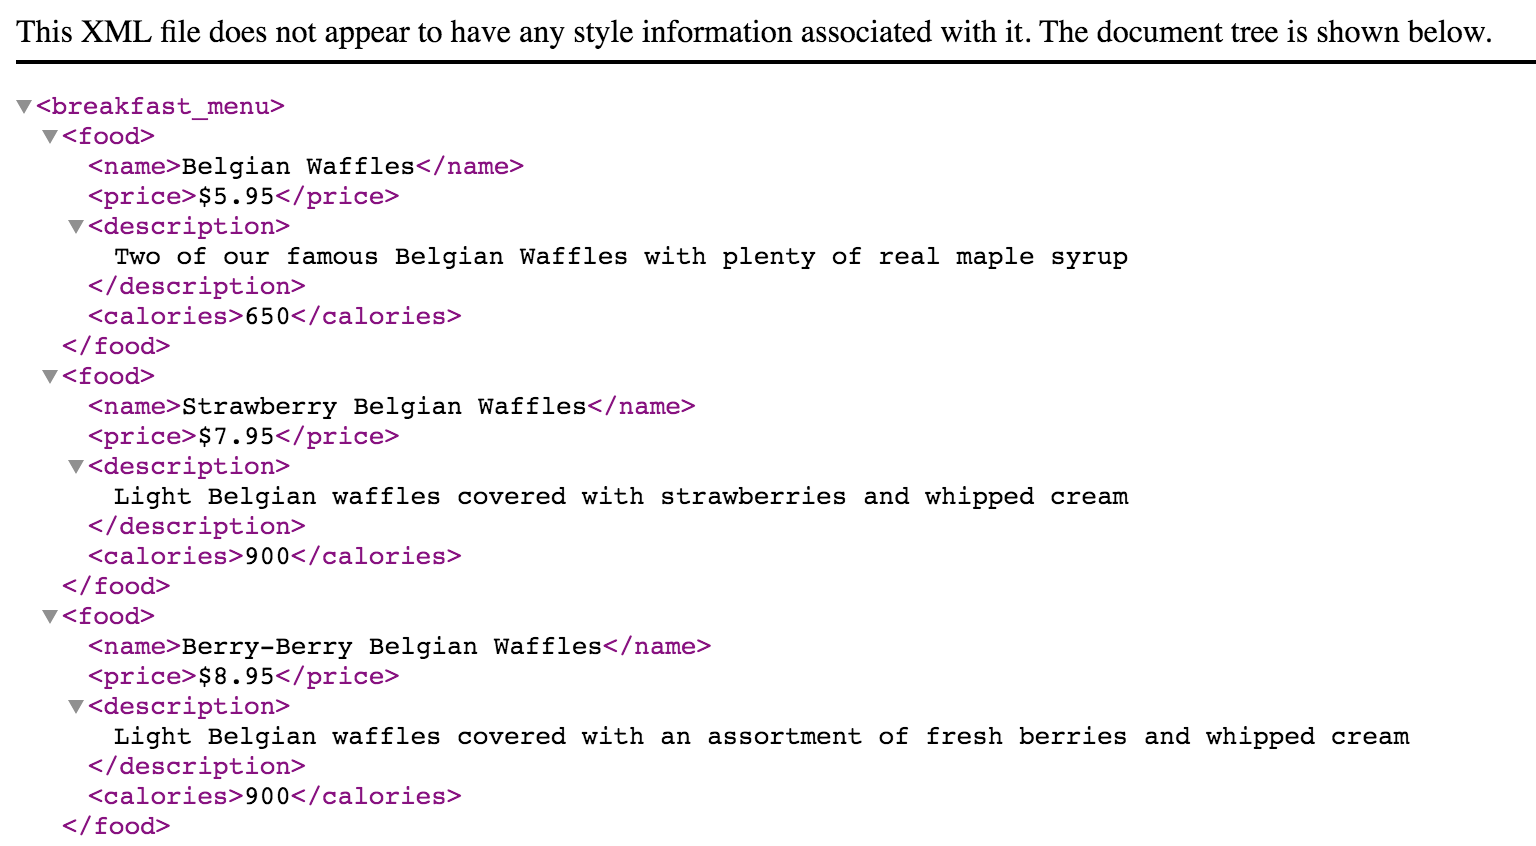 This XML file does not appear to have any style information associated with it. The document tree is shown below.
<breakfast_menu>
<food>
<name>Belgian Waffles</name>
<price>$5.95</price>
<description>
Two of our famous Belgian Waffles with plenty of real maple syrup
</description>
<calories>650</calories>
</food>
<food>
<name>Strawberry Belgian Waffles</name>
<price>$7.95</price>
<description>
Light Belgian waffles covered with strawberries and whipped cream
</description>
<calories>900</calories>
</food>
<food>
<name>Berry-Berry Belgian Waffles</name>
<price>$8.95</price>
<description>
Light Belgian waffles covered with an assortment of fresh berries and whipped cream
</description>
<calories>900</calories>
</food>